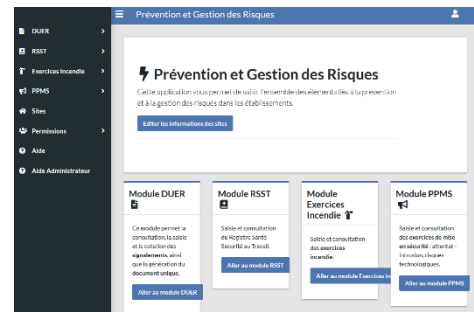 Prévention et Gestion des Risques
DUER
RSST
Exercices Incendie
PPMS
Sites
Permissions
Aide
Aide Administrateur
Prévention et Gestion des Risques
Cette application vous permet de saisir l'ensemble des éléments liés à la prévention
et à la gestion des risques dans les établissements.
Editer les informations des sites
Module DUER
Ce module permet la
consultation, la saisie
et la cotation des
signalements, ainsi
que la génération du
document unique.
Aller au module DUER
Module RSST
Saisie et consultation
du Registre Santé
Sécurité au Travail.
Aller au module RSST
Module
Exercices
Incendie
Saisie et consultation
des exercices
incendie.
Aller au module Exercices in
Module PPMS
Saisie et consultation
des exercices de mise
en sécurité : attentat -
intrusion, risques
technologiques.
Aller au module PPMS